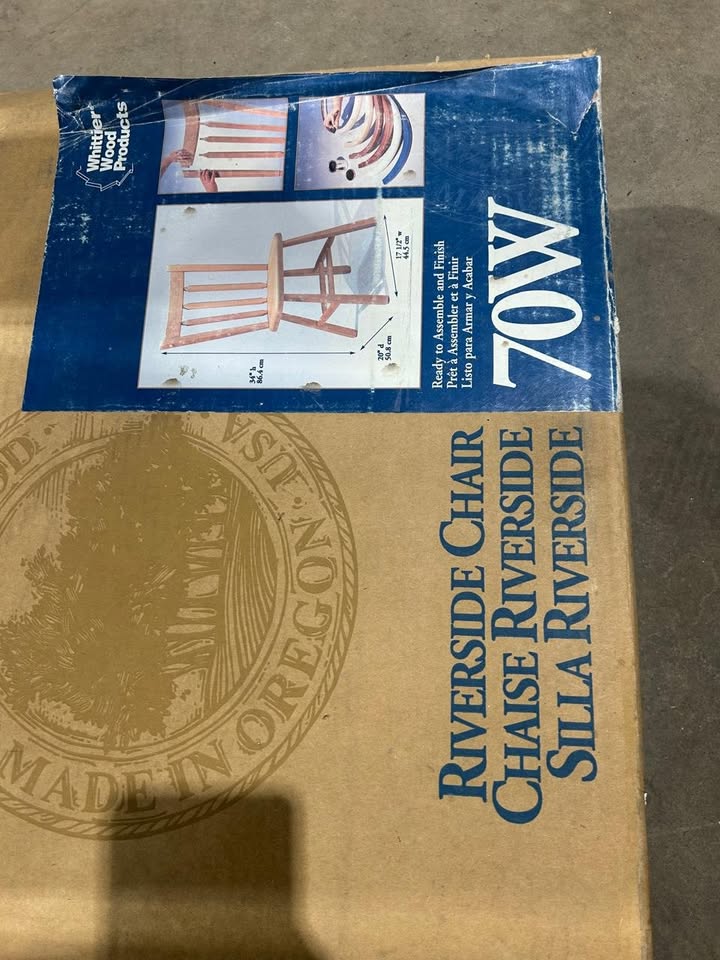 Whittier
Wood
Products
34" h
86.4 cm
20" d
50.8 cm
17 1/2" w
44.5 cm
Ready to Assemble and Finish
Prêt à Assembler et à Finir
Listo para Armar y Acabar
70W
USA
MADE IN OREGON
RIVERSIDE CHAIR
CHAISE RIVERSIDE
SILLA RIVERSIDE